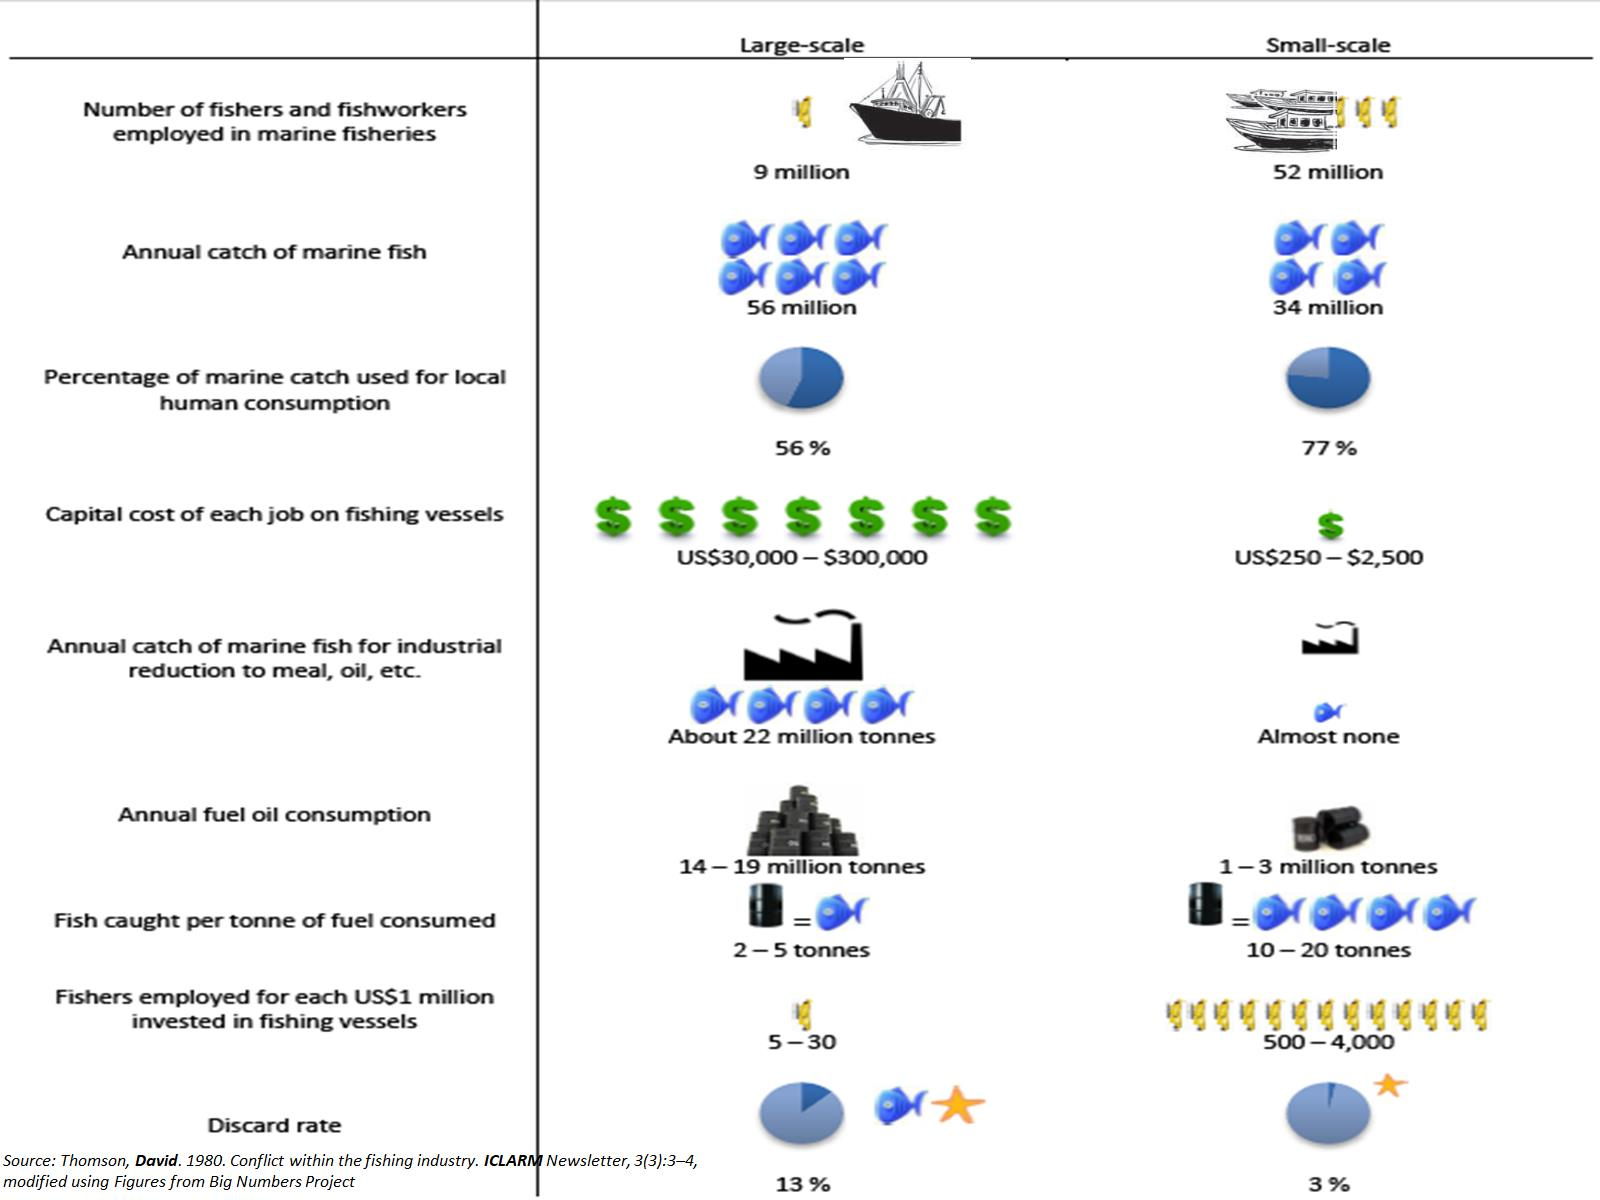 Large-scale Small-scale
Number of fishers and fishworkers
employed in marine fisheries
9 million 52 million
Annual catch of marine fish
56 million 34 million
Percentage of marine catch used for local
human consumption
56 % 77 %
Capital cost of each job on fishing vessels
$ $ $ $ $ $ $ $
US$30,000 – $300,000 US$250 – $2,500
Annual catch of marine fish for industrial
reduction to meal, oil, etc.
About 22 million tonnes Almost none
Annual fuel oil consumption
14 – 19 million tonnes 1 – 3 million tonnes
Fish caught per tonne of fuel consumed
= =
2 – 5 tonnes 10 – 20 tonnes
Fishers employed for each US$1 million
invested in fishing vessels
5 – 30 500 – 4,000
Discard rate
13 % 3 %
Source: Thomson, David. 1980. Conflict within the fishing industry. ICLARM Newsletter, 3(3):3–4,
modified using Figures from Big Numbers Project